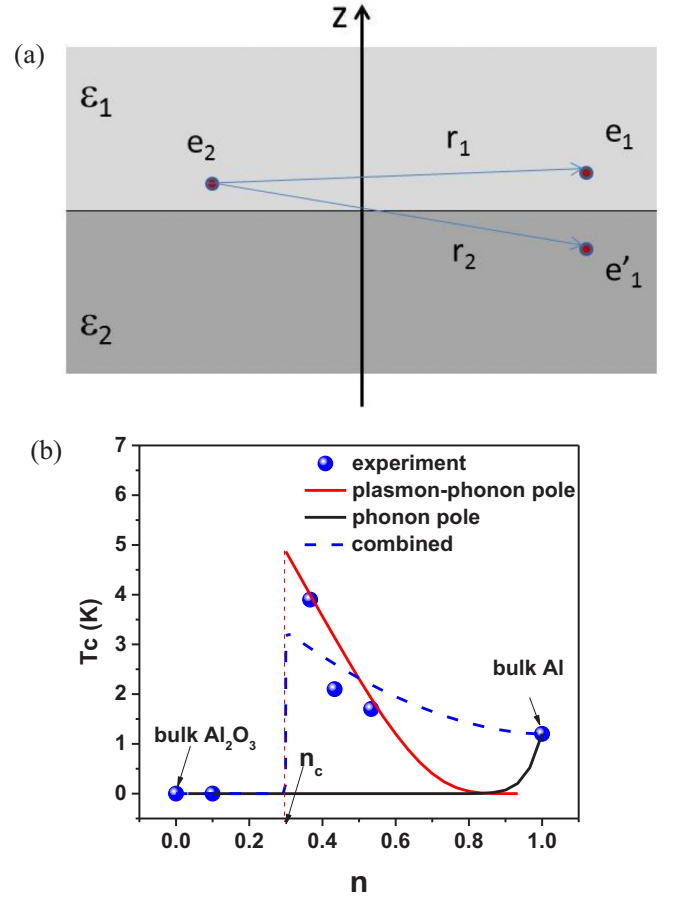 (a)
z
ε1
e2
r1
e1
r2
e'1
ε2
(b)
7
6
5
4
3
2
1
0
Tc (K)
experiment
plasmon-phonon pole
phonon pole
combined
bulk Al
bulk Al2O3
nc
0.0 0.2 0.4 0.6 0.8 1.0
n